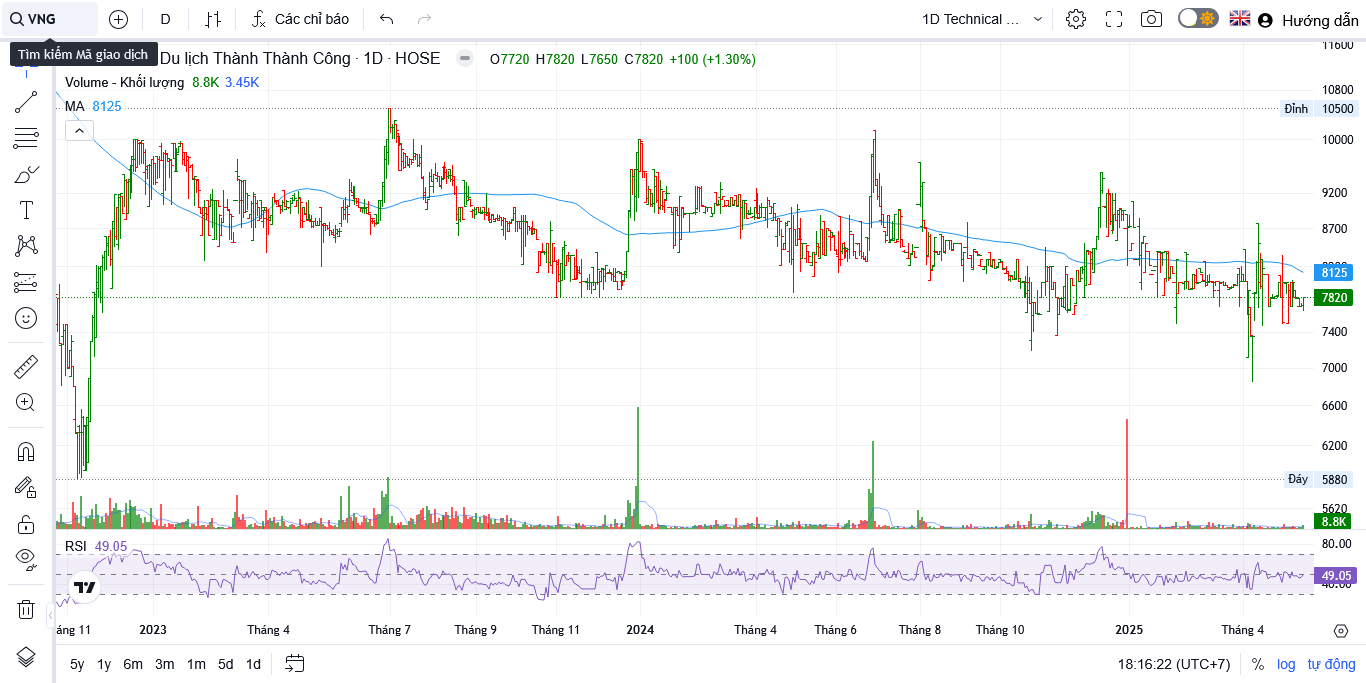 VNG D Các chỉ báo 1D Technical ... Hướng dẫn
Tìm kiếm Mã giao dịch Du lịch Thành Thành Công · 1D · HOSE O7720 H7820 L7650 C7820 +100 (+1.30%)
Volume - Khối lượng 8.8K 3.45K
MA 8125
11600
10800
Đỉnh 10500
10000
9200
8700
8125
7820
7400
7000
6600
6200
Đáy 5880
5620
8.8K
RSI 49.05
80.00
49.05
40.00
áng 11 2023 Tháng 4 Tháng 7 Tháng 9 Tháng 11 2024 Tháng 4 Tháng 6 Tháng 8 Tháng 10 2025 Tháng 4
5y 1y 6m 3m 1m 5d 1d 18:16:22 (UTC+7) % log tự động